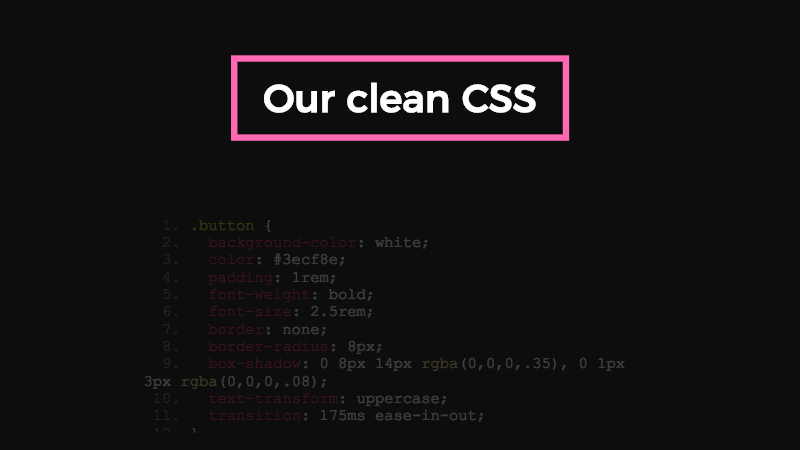 Our clean CSS
1. .button {
2. background-color: white;
3. color: #3ecf8e;
4. padding: 1rem;
5. font-weight: bold;
6. font-size: 2.5rem;
7. border: none;
8. border-radius: 8px;
9. box-shadow: 0 8px 14px rgba(0,0,0,.35), 0 1px
3px rgba(0,0,0,.08);
10. text-transform: uppercase;
11. transition: 175ms ease-in-out;
12. }